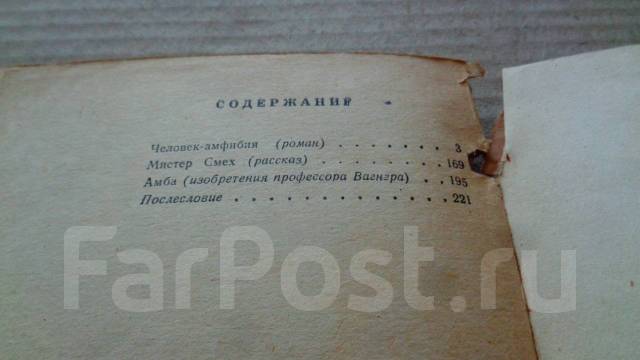 СОДЕРЖАНИЕ
Человек-амфибия (роман) . . . . . . . 3
Мистер Смех (рассказ) . . . . . . . . 169
Амба (изобретения профессора Вагнера) . . 195
Послесловие . . . . . . . . . . . . . 221
FarPost.ru